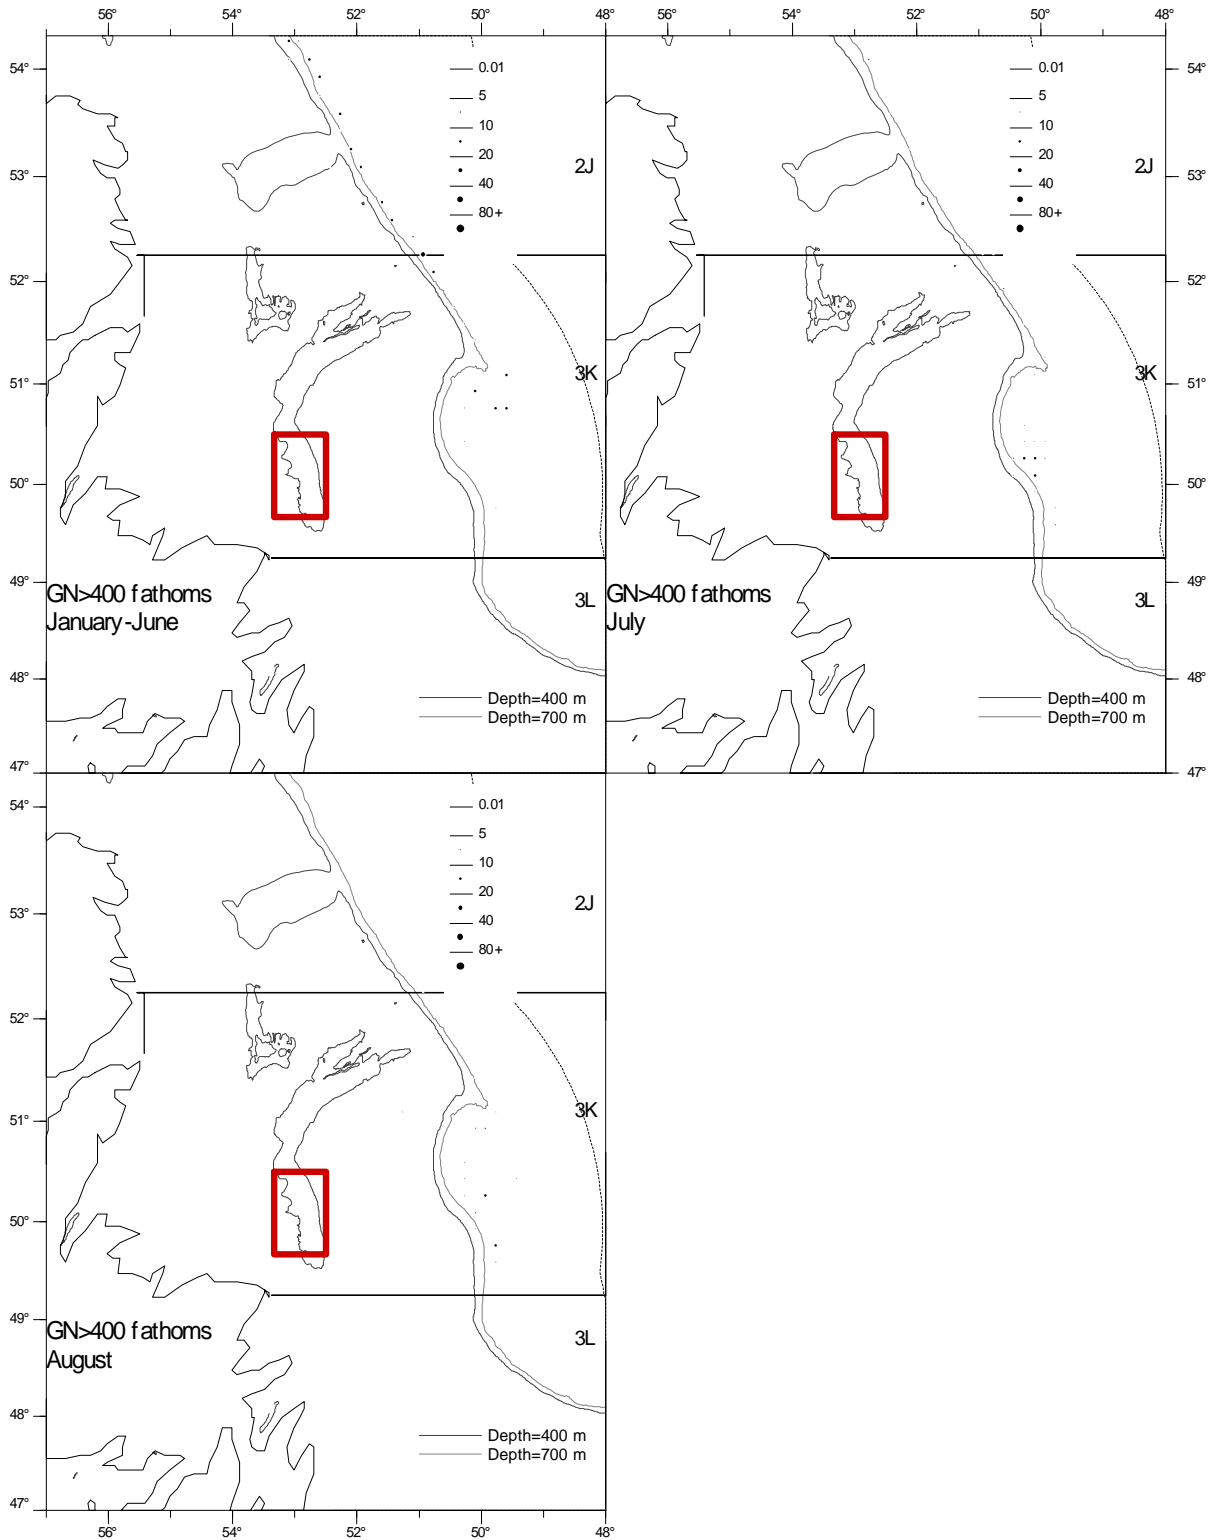 56° 54° 52° 50° 48° 56° 54° 52° 50° 48°
54° 0.01 0.01 54°
5 5
10 10
20 20
53° 2J 2J 53°
40 40
80+ 80+
52° 52°
51° 3K 3K 51°
50° 50°
49° 49°
GN>400 fathoms 3L GN>400 fathoms 3L
January-June July
48° 48°
Depth=400 m Depth=400 m
Depth=700 m Depth=700 m
47° 47°
54° 0.01
5
10
20
53° 2J
40
80+
52°
51° 3K
50°
49°
GN>400 fathoms 3L
August
48°
Depth=400 m
Depth=700 m
47°
56° 54° 52° 50° 48°